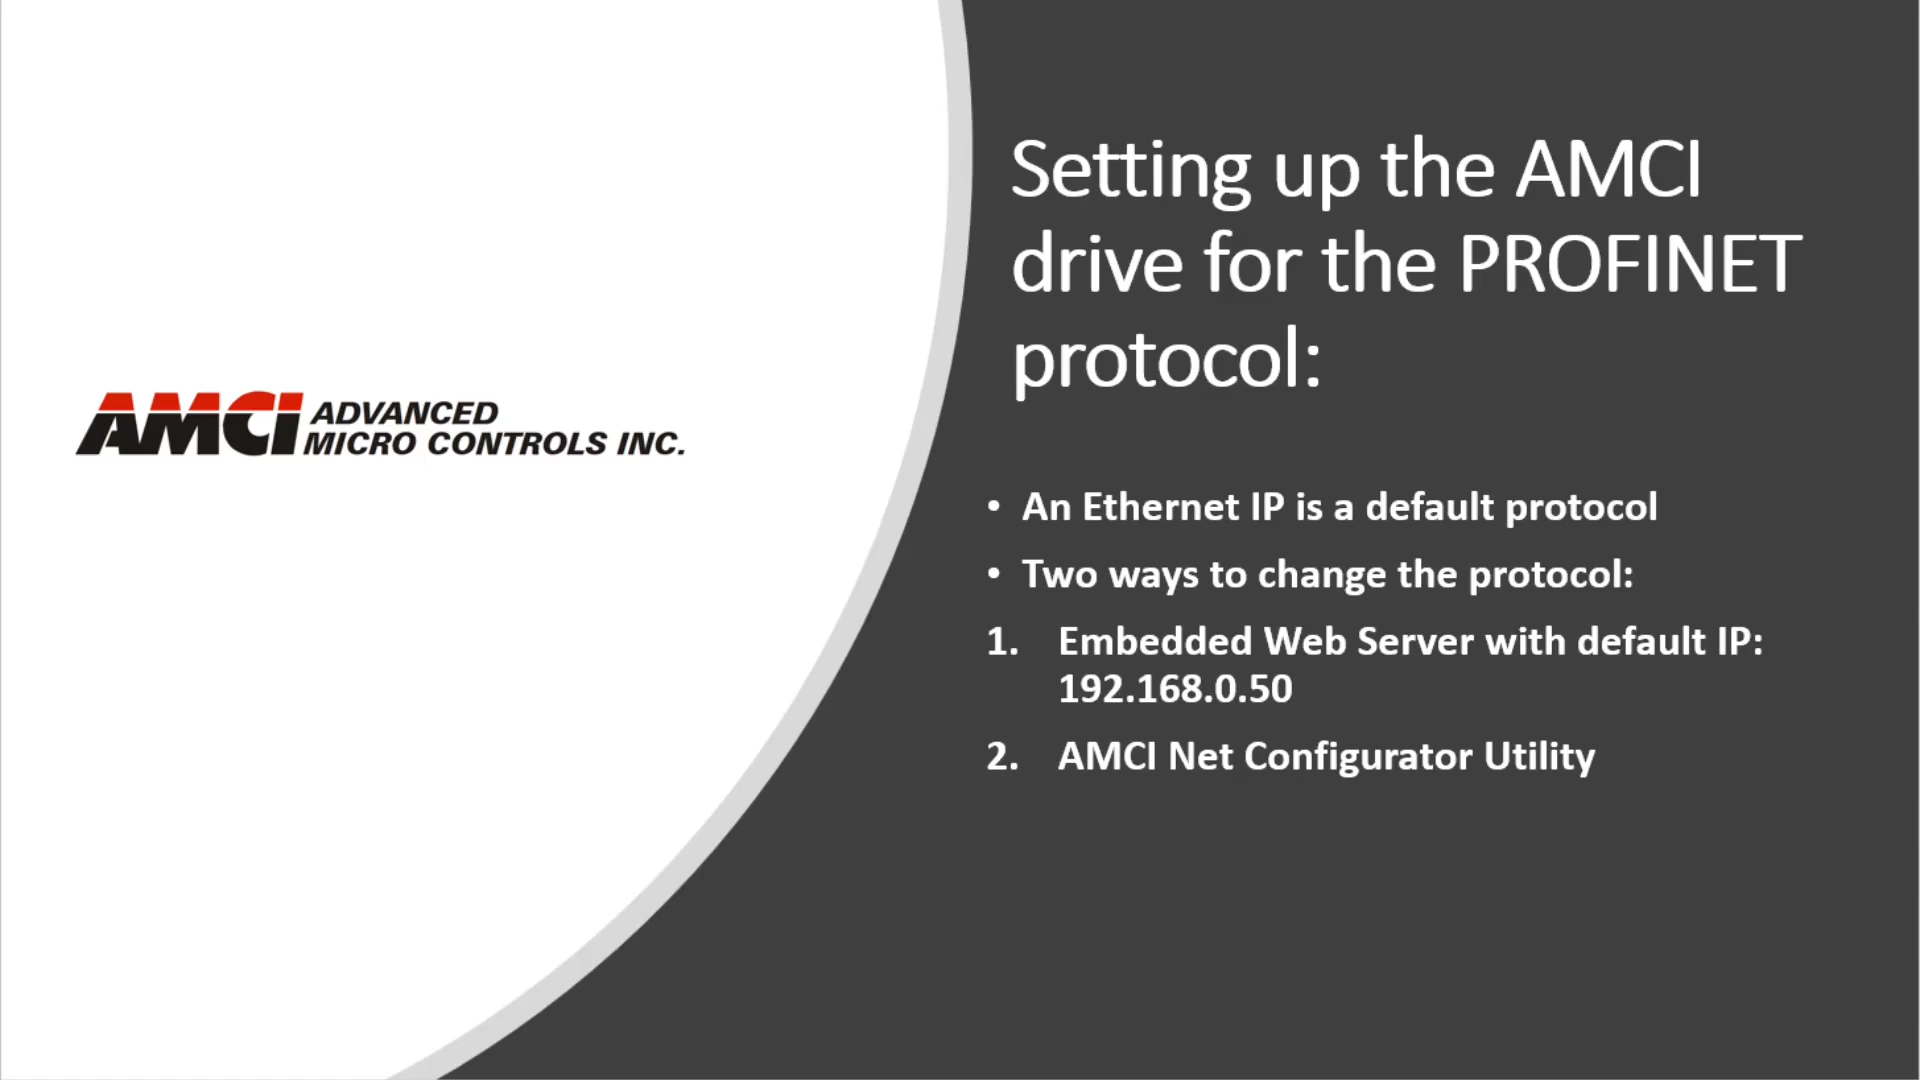 AMCI ADVANCED
MICRO CONTROLS INC.
Setting up the AMCI
drive for the PROFINET
protocol:
• An Ethernet IP is a default protocol
• Two ways to change the protocol:
1. Embedded Web Server with default IP:
192.168.0.50
2. AMCI Net Configurator Utility